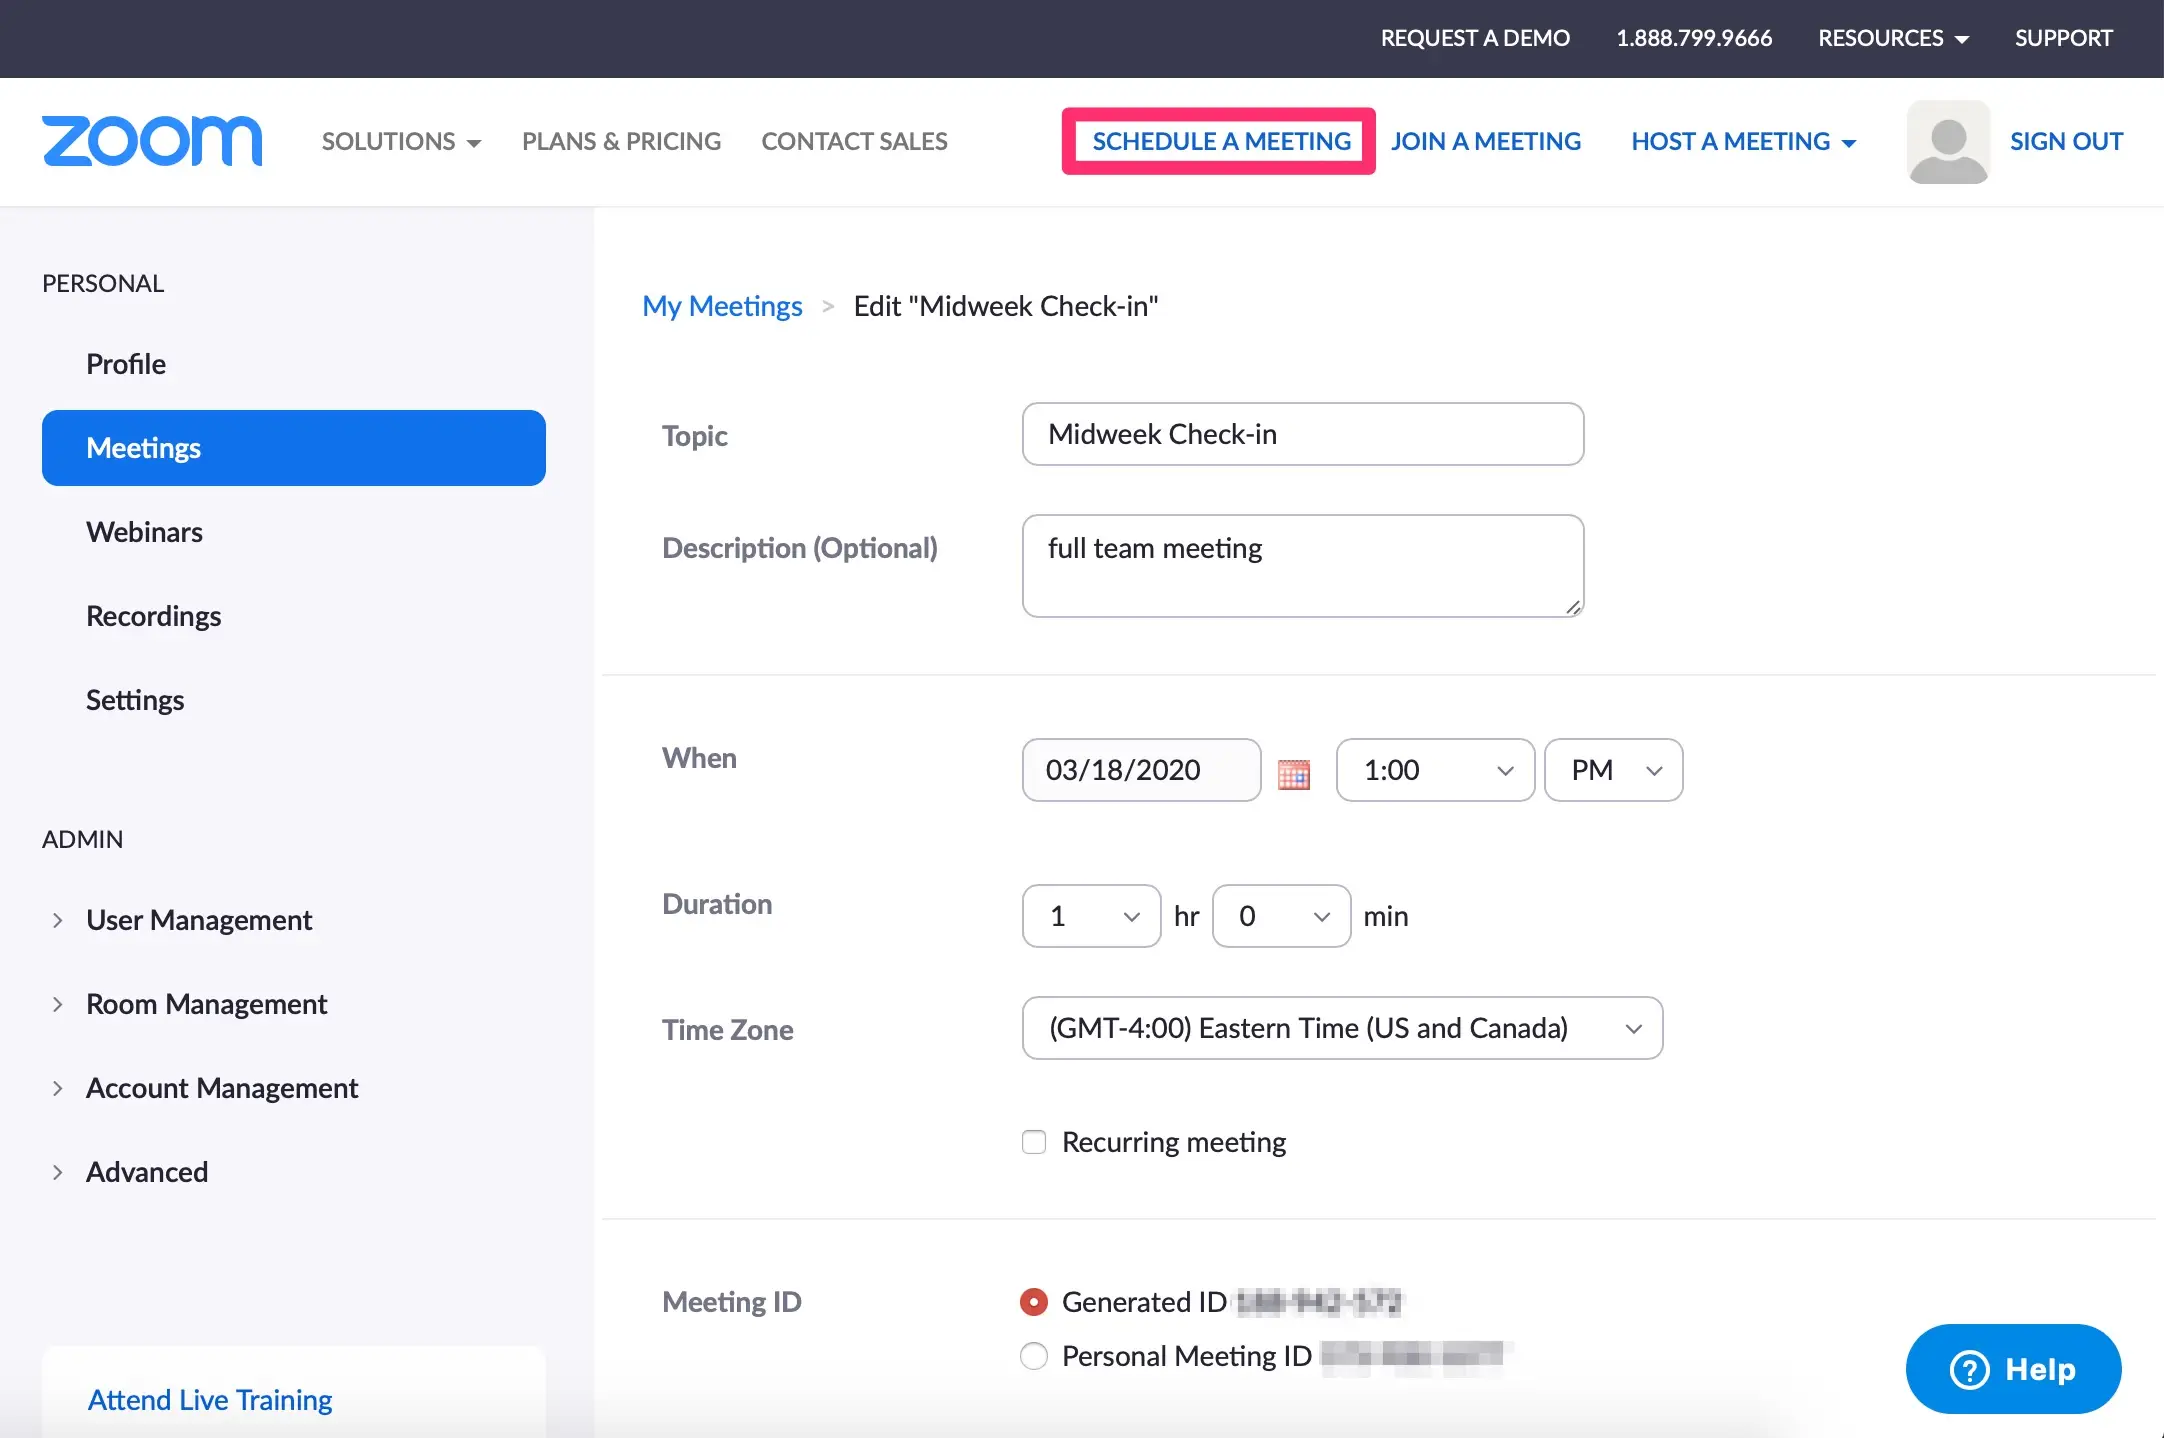 REQUEST A DEMO 1.888.799.9666 RESOURCES SUPPORT
zoom SOLUTIONS PLANS & PRICING CONTACT SALES SCHEDULE A MEETING JOIN A MEETING HOST A MEETING SIGN OUT
PERSONAL
Profile
Meetings
Webinars
Recordings
Settings
ADMIN
User Management
Room Management
Account Management
Advanced
Attend Live Training
My Meetings > Edit "Midweek Check-in"
Topic Midweek Check-in
Description (Optional) full team meeting
When 03/18/2020 1:00 PM
Duration 1 hr 0 min
Time Zone (GMT-4:00) Eastern Time (US and Canada)
Recurring meeting
Meeting ID Generated ID
Personal Meeting ID
Help